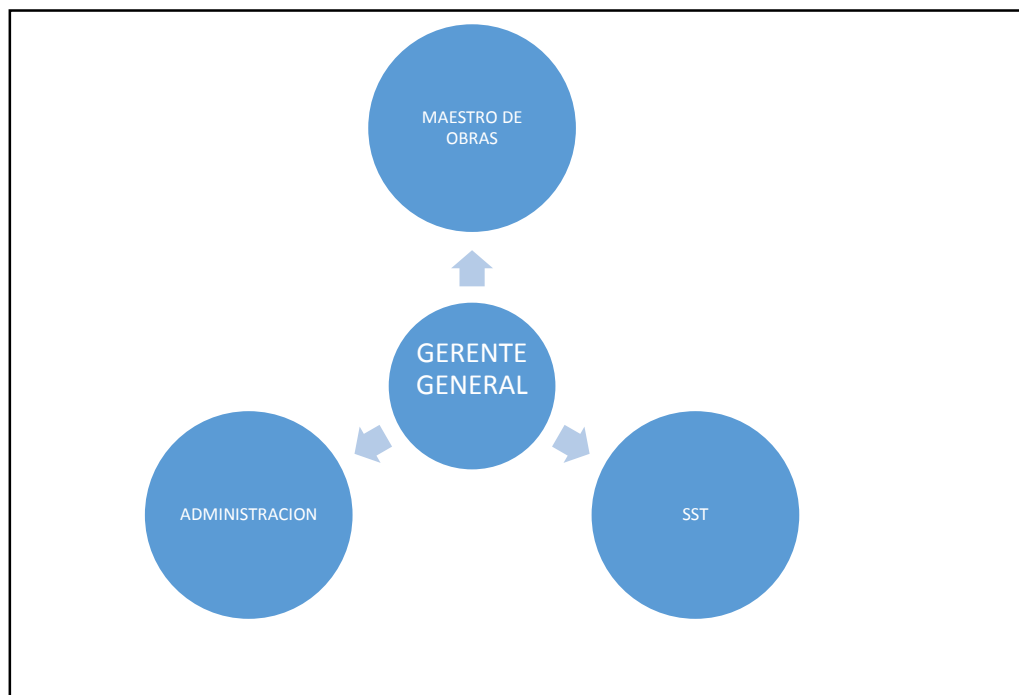 MAESTRO DE
OBRAS
GERENTE
GENERAL
ADMINISTRACION
SST